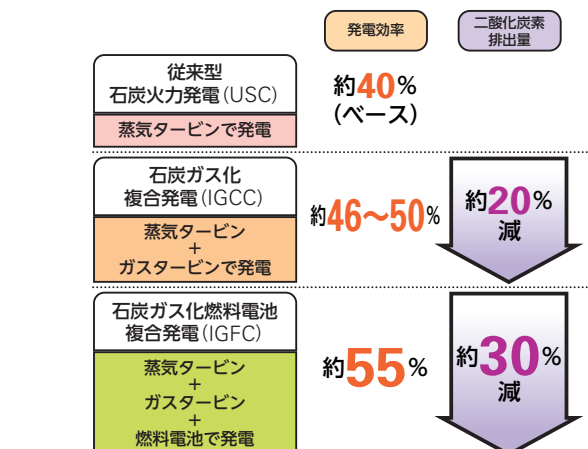 発電効率
二酸化炭素
排出量
従来型
石炭火力発電(USC)
蒸気タービンで発電
約40%
(ベース)
石炭ガス化
複合発電(IGCC)
蒸気タービン
+
ガスタービンで発電
約46〜50%
約20%
減
石炭ガス化燃料電池
複合発電(IGFC)
蒸気タービン
+
ガスタービン
+
燃料電池で発電
約55%
約30%
減